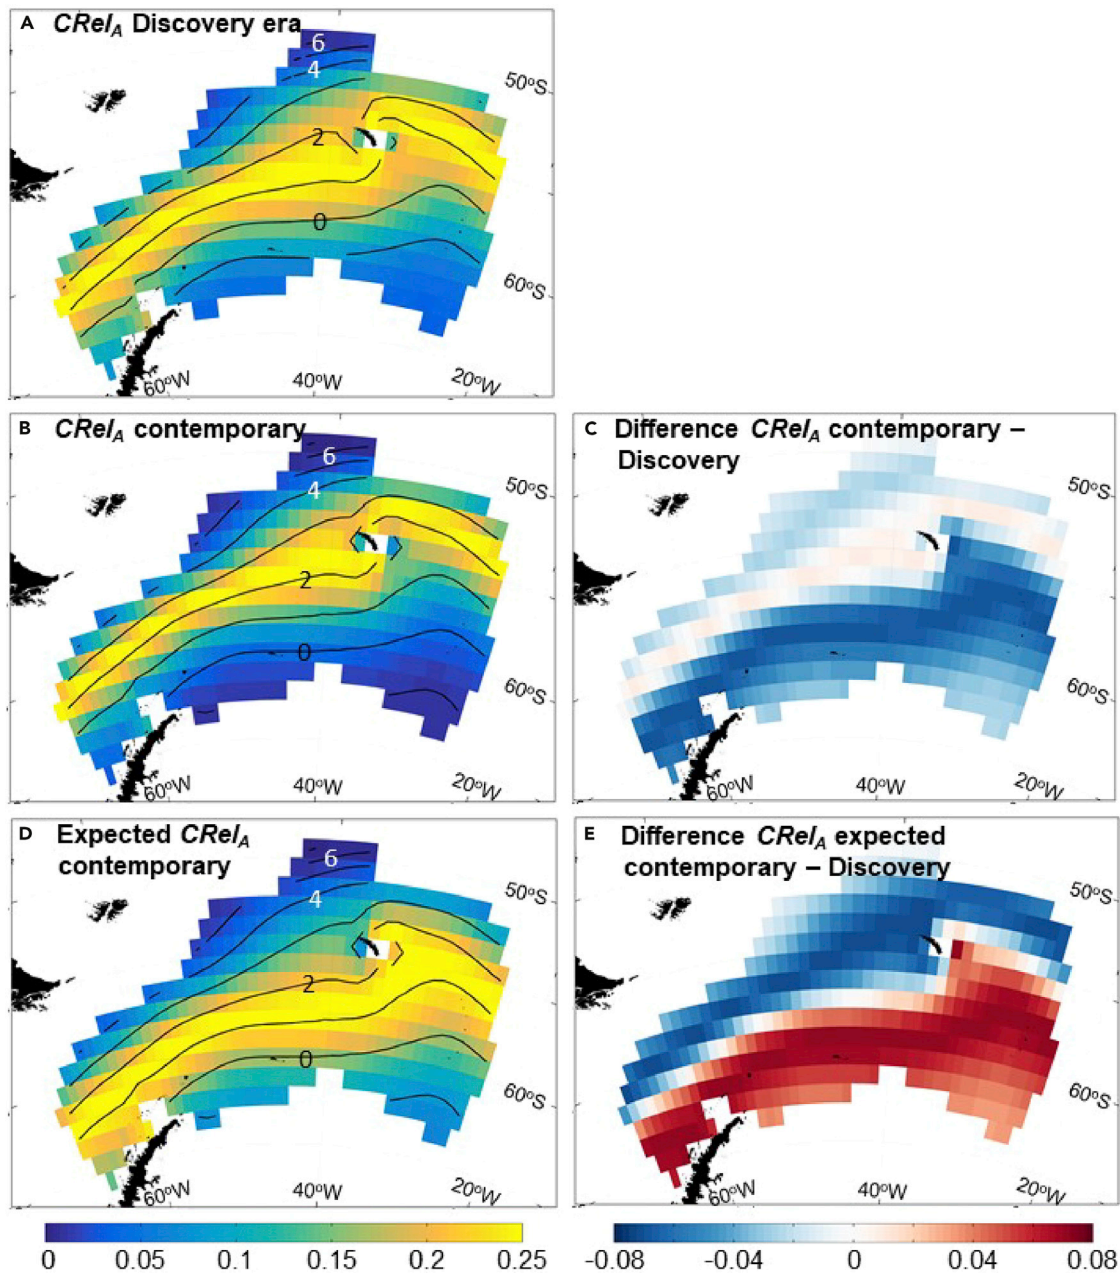 A CRelA Discovery era
6
4
50°S
2
0
60°S
60°W 40°W 20°W
B CRelA contemporary
6
4
50°S
2
0
60°S
60°W 40°W 20°W
C Difference CRelA contemporary –
Discovery
50°S
60°S
60°W 40°W 20°W
D Expected CRelA
contemporary
6
4
50°S
2
0
60°S
60°W 40°W 20°W
E Difference CRelA expected
contemporary – Discovery
50°S
60°S
60°W 40°W 20°W
0 0.05 0.1 0.15 0.2 0.25
-0.08 -0.04 0 0.04 0.08